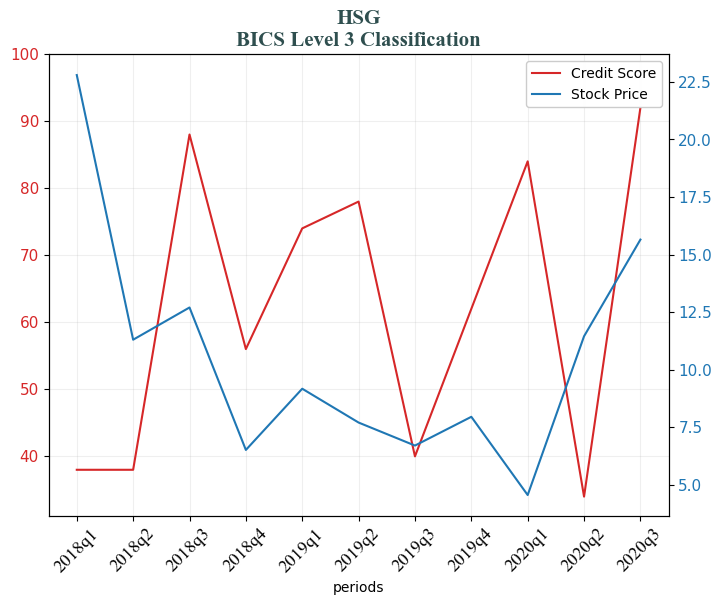 HSG
BICS Level 3 Classification
100
90
80
70
60
50
40
Credit Score
Stock Price
22.5
20.0
17.5
15.0
12.5
10.0
7.5
5.0
2018q1
2018q2
2018q3
2018q4
2019q1
2019q2
2019q3
2019q4
2020q1
2020q2
2020q3
periods